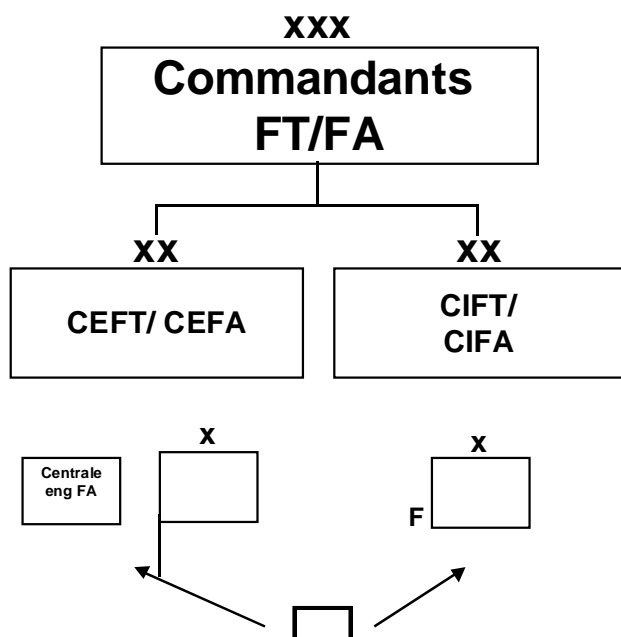 xxx
Commandants
FT/FA
xx
xx
CEFT/ CEFA
CIFT/
CIFA
x
x
Centrale
eng FA
F